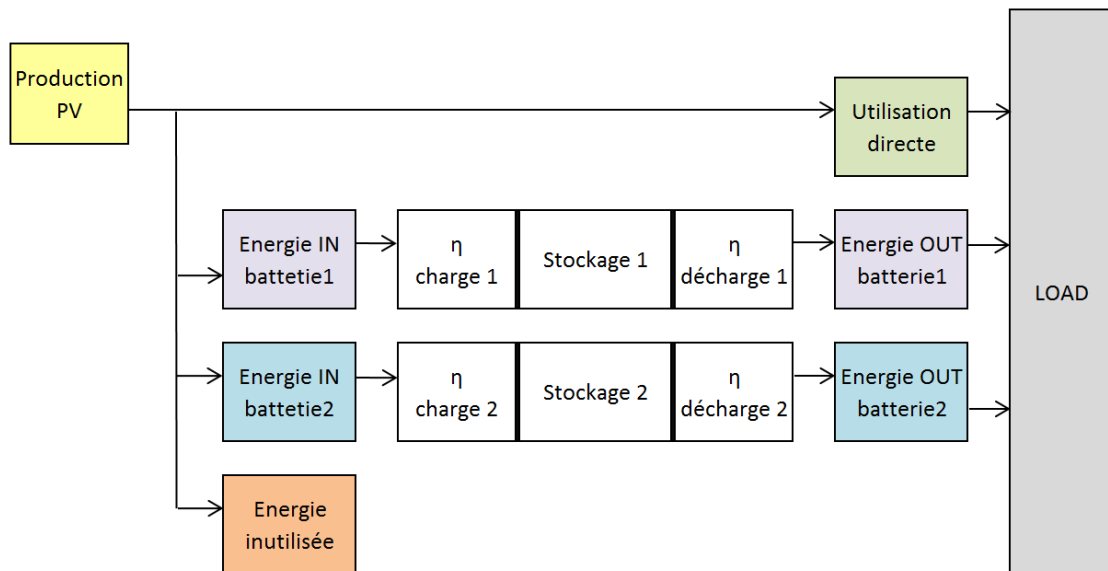 Production
PV
Utilisation
directe
Energie IN
battetie1
η
charge 1
Stockage 1
η
décharge 1
Energie OUT
batterie1
LOAD
Energie IN
battetie2
η
charge 2
Stockage 2
η
décharge 2
Energie OUT
batterie2
Energie
inutilisée